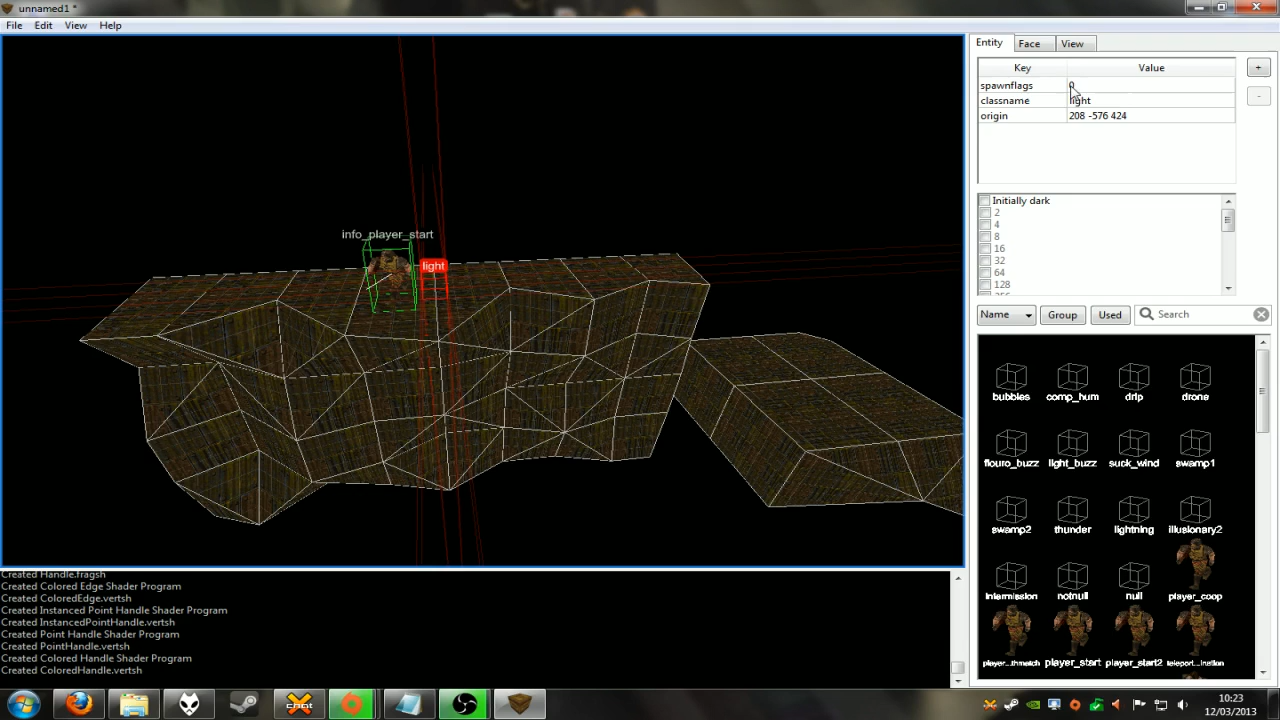 unnamed1 *
File Edit View Help
Entity Face View
Key Value
spawnflags 0
classname light
origin 208 -576 424
+
-
Initially dark
2
4
8
16
32
64
128
Name Group Used Search
info_player_start
light
bubbles comp_hum drip drone
flouro_buzz light_buzz suck_wind swamp1
swamp2 thunder lightning illusionary2
intermission notnull null player_coop
player...thmatch player_start player_start2 teleport...ination
Created Handle.fragsh
Created Colored Edge Shader Program
Created ColoredEdge.vertsh
Created Instanced Point Handle Shader Program
Created InstancedPointHandle.vertsh
Created Point Handle Shader Program
Created PointHandle.vertsh
Created Colored Handle Shader Program
Created ColoredHandle.vertsh
10:23
12/03/2013